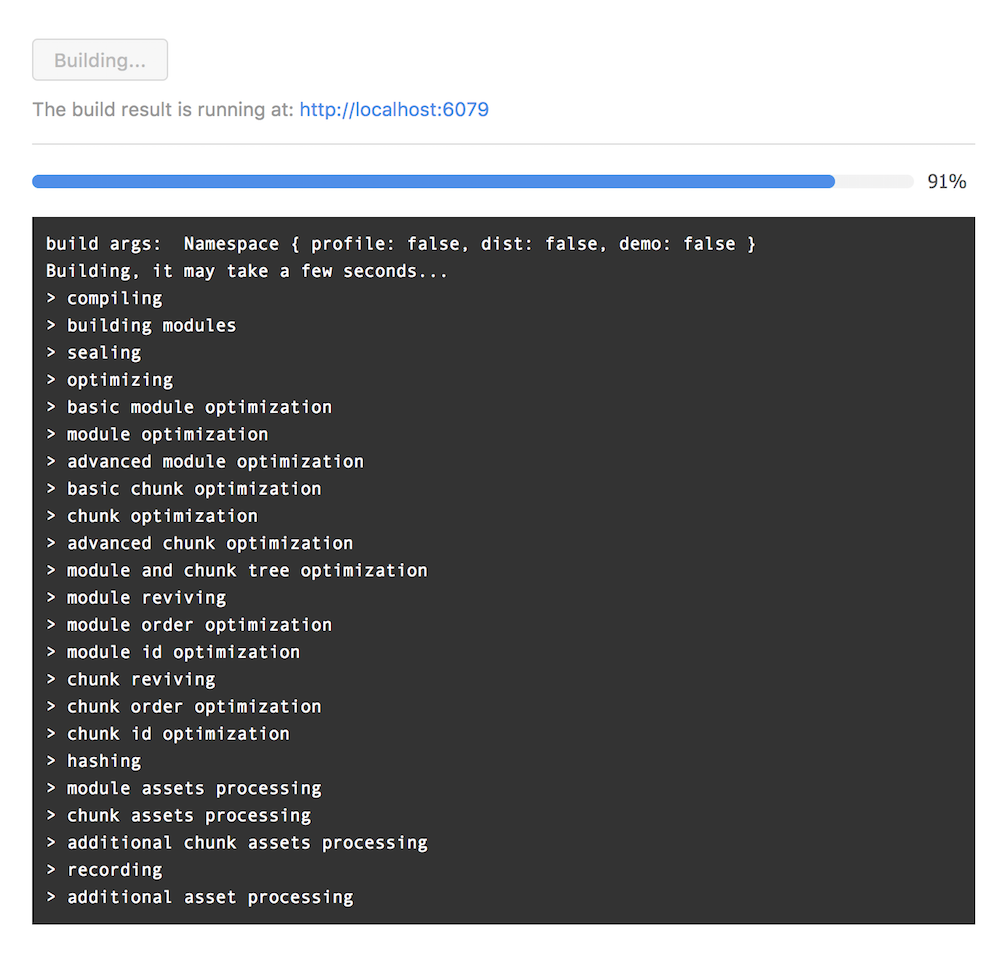 Building...
The build result is running at: http://localhost:6079
91%
build args:  Namespace { profile: false, dist: false, demo: false }
Building, it may take a few seconds...
> compiling
> building modules
> sealing
> optimizing
> basic module optimization
> module optimization
> advanced module optimization
> basic chunk optimization
> chunk optimization
> advanced chunk optimization
> module and chunk tree optimization
> module reviving
> module order optimization
> module id optimization
> chunk reviving
> chunk order optimization
> chunk id optimization
> hashing
> module assets processing
> chunk assets processing
> additional chunk assets processing
> recording
> additional asset processing